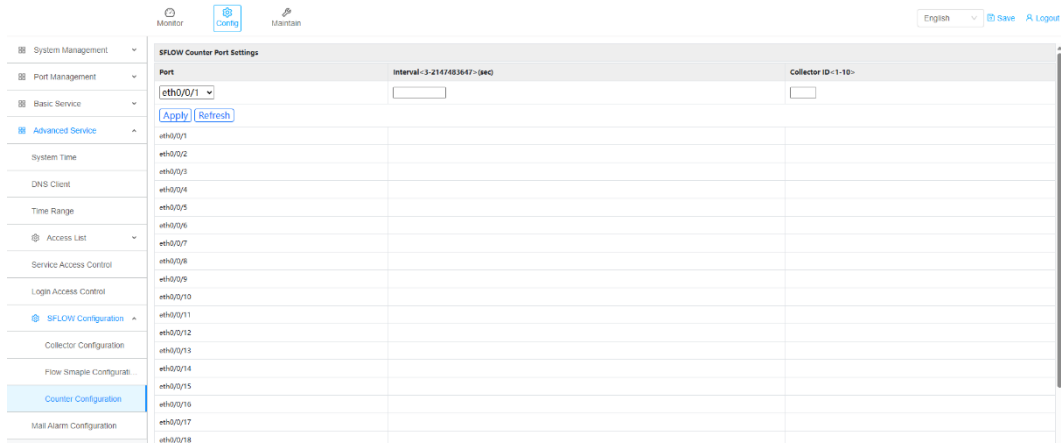 Monitor Config Maintain English Save Logout
System Management
Port Management
Basic Service
Advanced Service
System Time
DNS Client
Time Range
Access List
Service Access Control
Login Access Control
SFLOW Configuration
Collector Configuration
Flow Smaple Configurati...
Counter Configuration
Mail Alarm Configuration
SFLOW Counter Port Settings
Port Interval<3-2147483647>(sec) Collector ID<1-10>
eth0/0/1
Apply Refresh
eth0/0/1
eth0/0/2
eth0/0/3
eth0/0/4
eth0/0/5
eth0/0/6
eth0/0/7
eth0/0/8
eth0/0/9
eth0/0/10
eth0/0/11
eth0/0/12
eth0/0/13
eth0/0/14
eth0/0/15
eth0/0/16
eth0/0/17
eth0/0/18